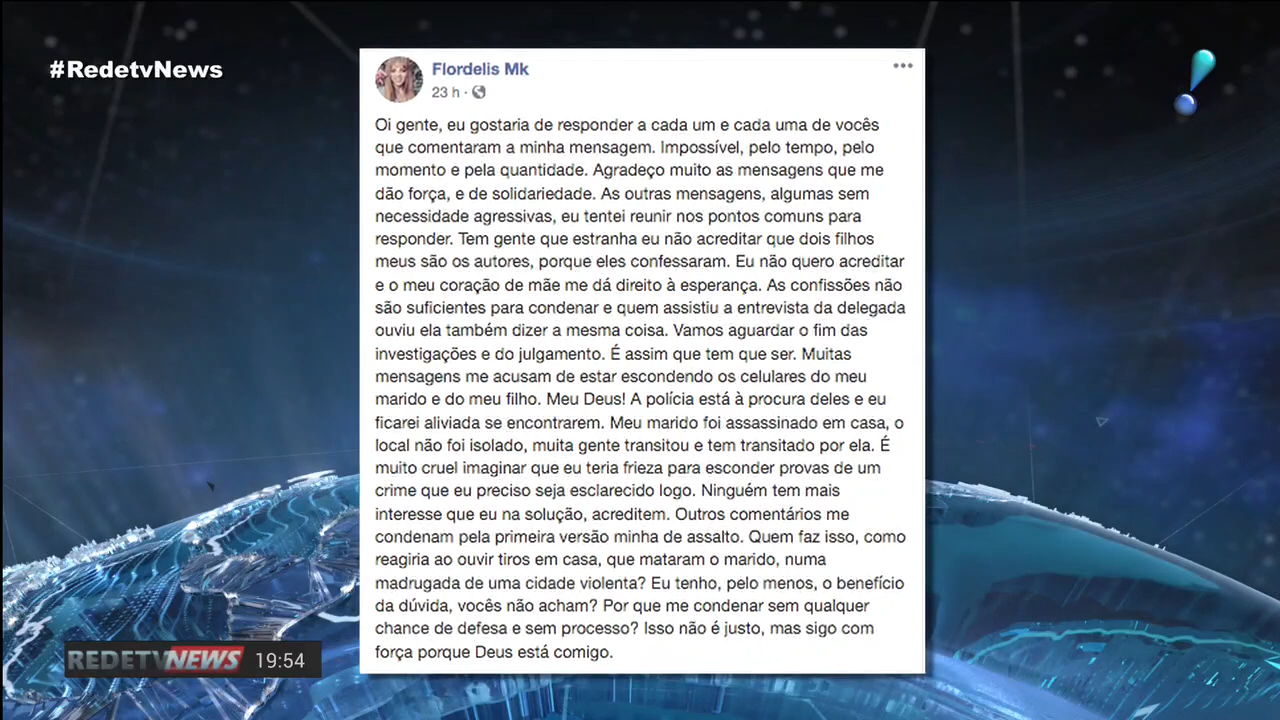 #RedetvNews
Flordelis Mk
23 h ·
Oi gente, eu gostaria de responder a cada um e cada uma de vocês
que comentaram a minha mensagem. Impossível, pelo tempo, pelo
momento e pela quantidade. Agradeço muito as mensagens que me
dão força, e de solidariedade. As outras mensagens, algumas sem
necessidade agressivas, eu tentei reunir nos pontos comuns para
responder. Tem gente que estranha eu não acreditar que dois filhos
meus são os autores, porque eles confessaram. Eu não quero acreditar
e o meu coração de mãe me dá direito à esperança. As confissões não
são suficientes para condenar e quem assistiu a entrevista da delegada
ouviu ela também dizer a mesma coisa. Vamos aguardar o fim das
investigações e do julgamento. É assim que tem que ser. Muitas
mensagens me acusam de estar escondendo os celulares do meu
marido e do meu filho. Meu Deus! A polícia está à procura deles e eu
ficarei aliviada se encontrarem. Meu marido foi assassinado em casa, o
local não foi isolado, muita gente transitou e tem transitado por ela. É
muito cruel imaginar que eu teria frieza para esconder provas de um
crime que eu preciso seja esclarecido logo. Ninguém tem mais
interesse que eu na solução, acreditem. Outros comentários me
condenam pela primeira versão minha de assalto. Quem faz isso, como
reagiria ao ouvir tiros em casa, que mataram o marido, numa
madrugada de uma cidade violenta? Eu tenho, pelo menos, o benefício
da dúvida, vocês não acham? Por que me condenar sem qualquer
chance de defesa e sem processo? Isso não é justo, mas sigo com
força porque Deus está comigo.
REDETVNEWS 19:54